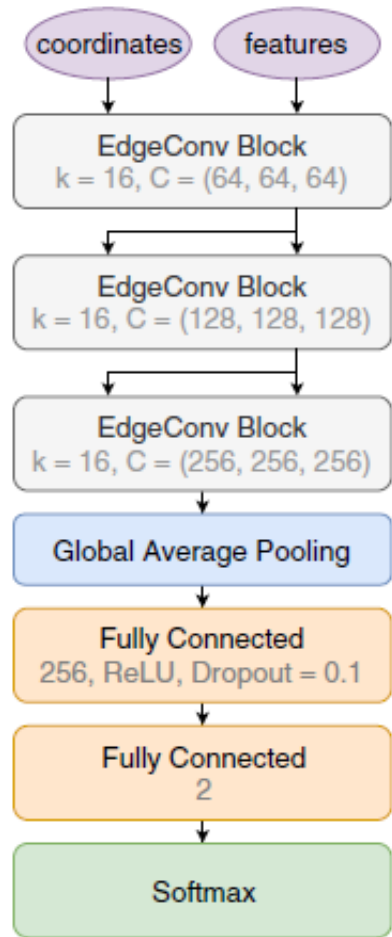 coordinates
features
EdgeConv Block
k = 16, C = (64, 64, 64)
EdgeConv Block
k = 16, C = (128, 128, 128)
EdgeConv Block
k = 16, C = (256, 256, 256)
Global Average Pooling
Fully Connected
256, ReLU, Dropout = 0.1
Fully Connected
2
Softmax